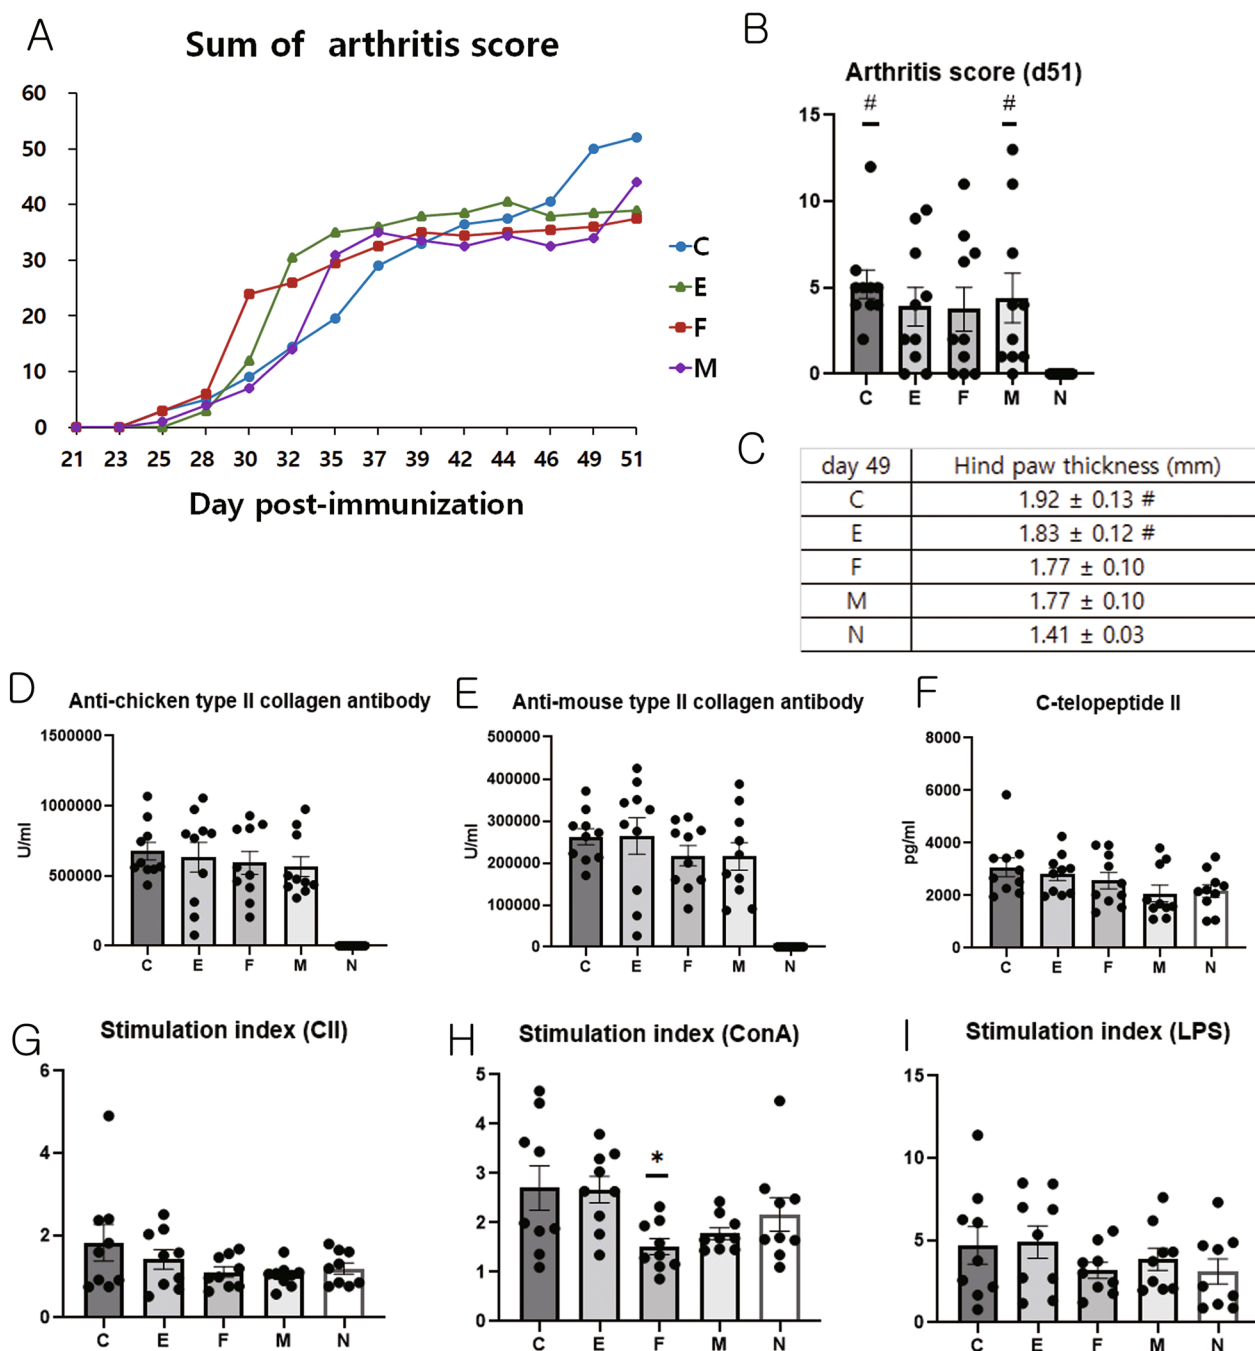 A
Sum of arthritis score
60
50
40
30
20
10
0
21 23 25 28 30 32 35 37 39 42 44 46 49 51
Day post-immunization
C
E
F
M
B
Arthritis score (d51)
# #
15
10
5
0
C E F M N
C
day 49 Hind paw thickness (mm)
C 1.92 ± 0.13 #
E 1.83 ± 0.12 #
F 1.77 ± 0.10
M 1.77 ± 0.10
N 1.41 ± 0.03
D
Anti-chicken type II collagen antibody
U/ml
1500000
1000000
500000
0
C E F M N
E
Anti-mouse type II collagen antibody
U/ml
500000
400000
300000
200000
100000
0
C E F M N
F
C-telopeptide II
pg/ml
8000
6000
4000
2000
0
C E F M N
G
Stimulation index (CII)
6
4
2
0
C E F M N
H
Stimulation index (ConA)
5
4
3
2
1
0
*
C E F M N
I
Stimulation index (LPS)
15
10
5
0
C E F M N